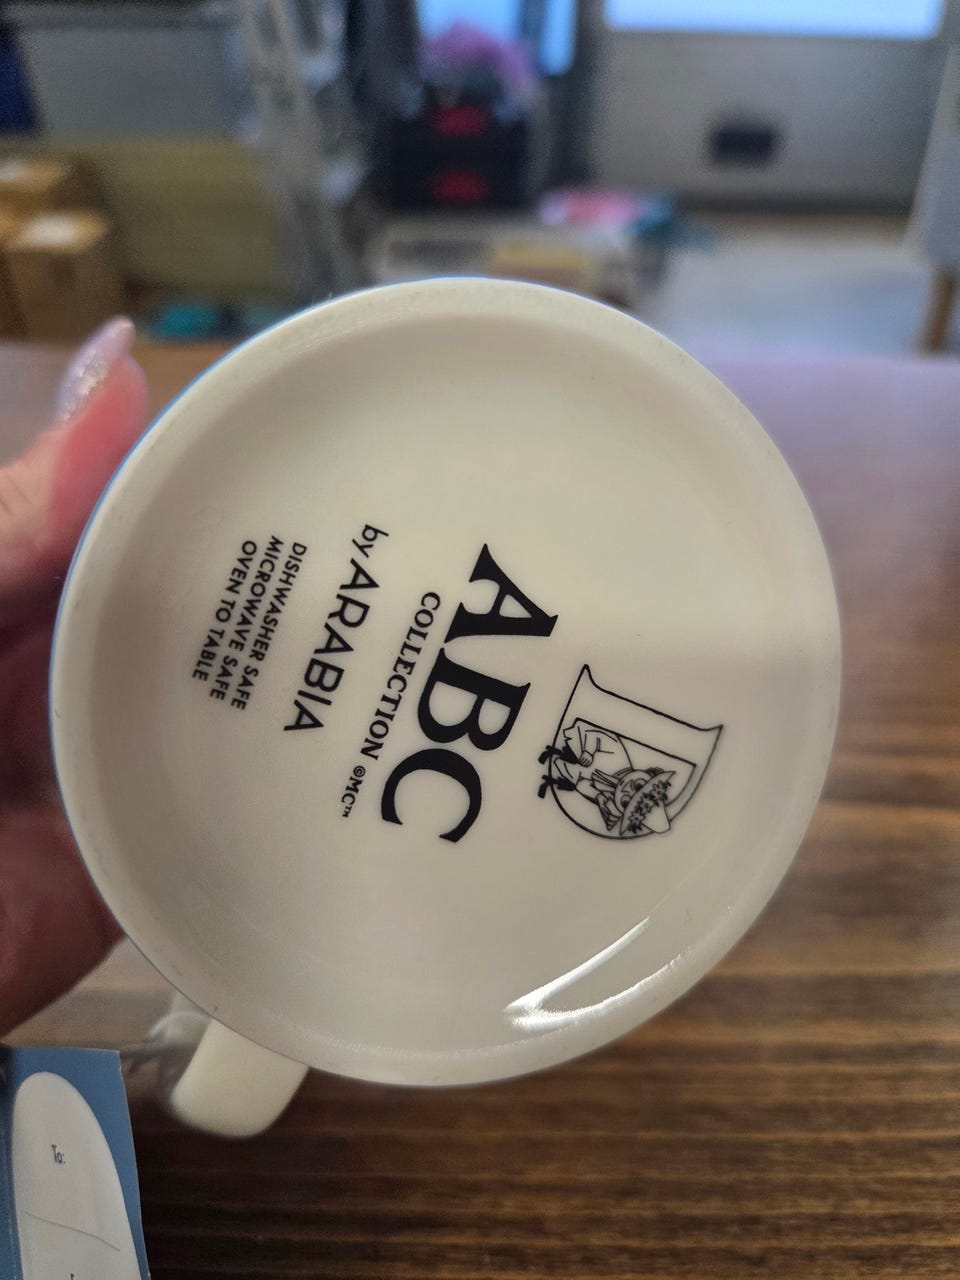 ABC
COLLECTION ©MC™
by ARABIA
DISHWASHER SAFE
MICROWAVE SAFE
OVEN TO TABLE
To: